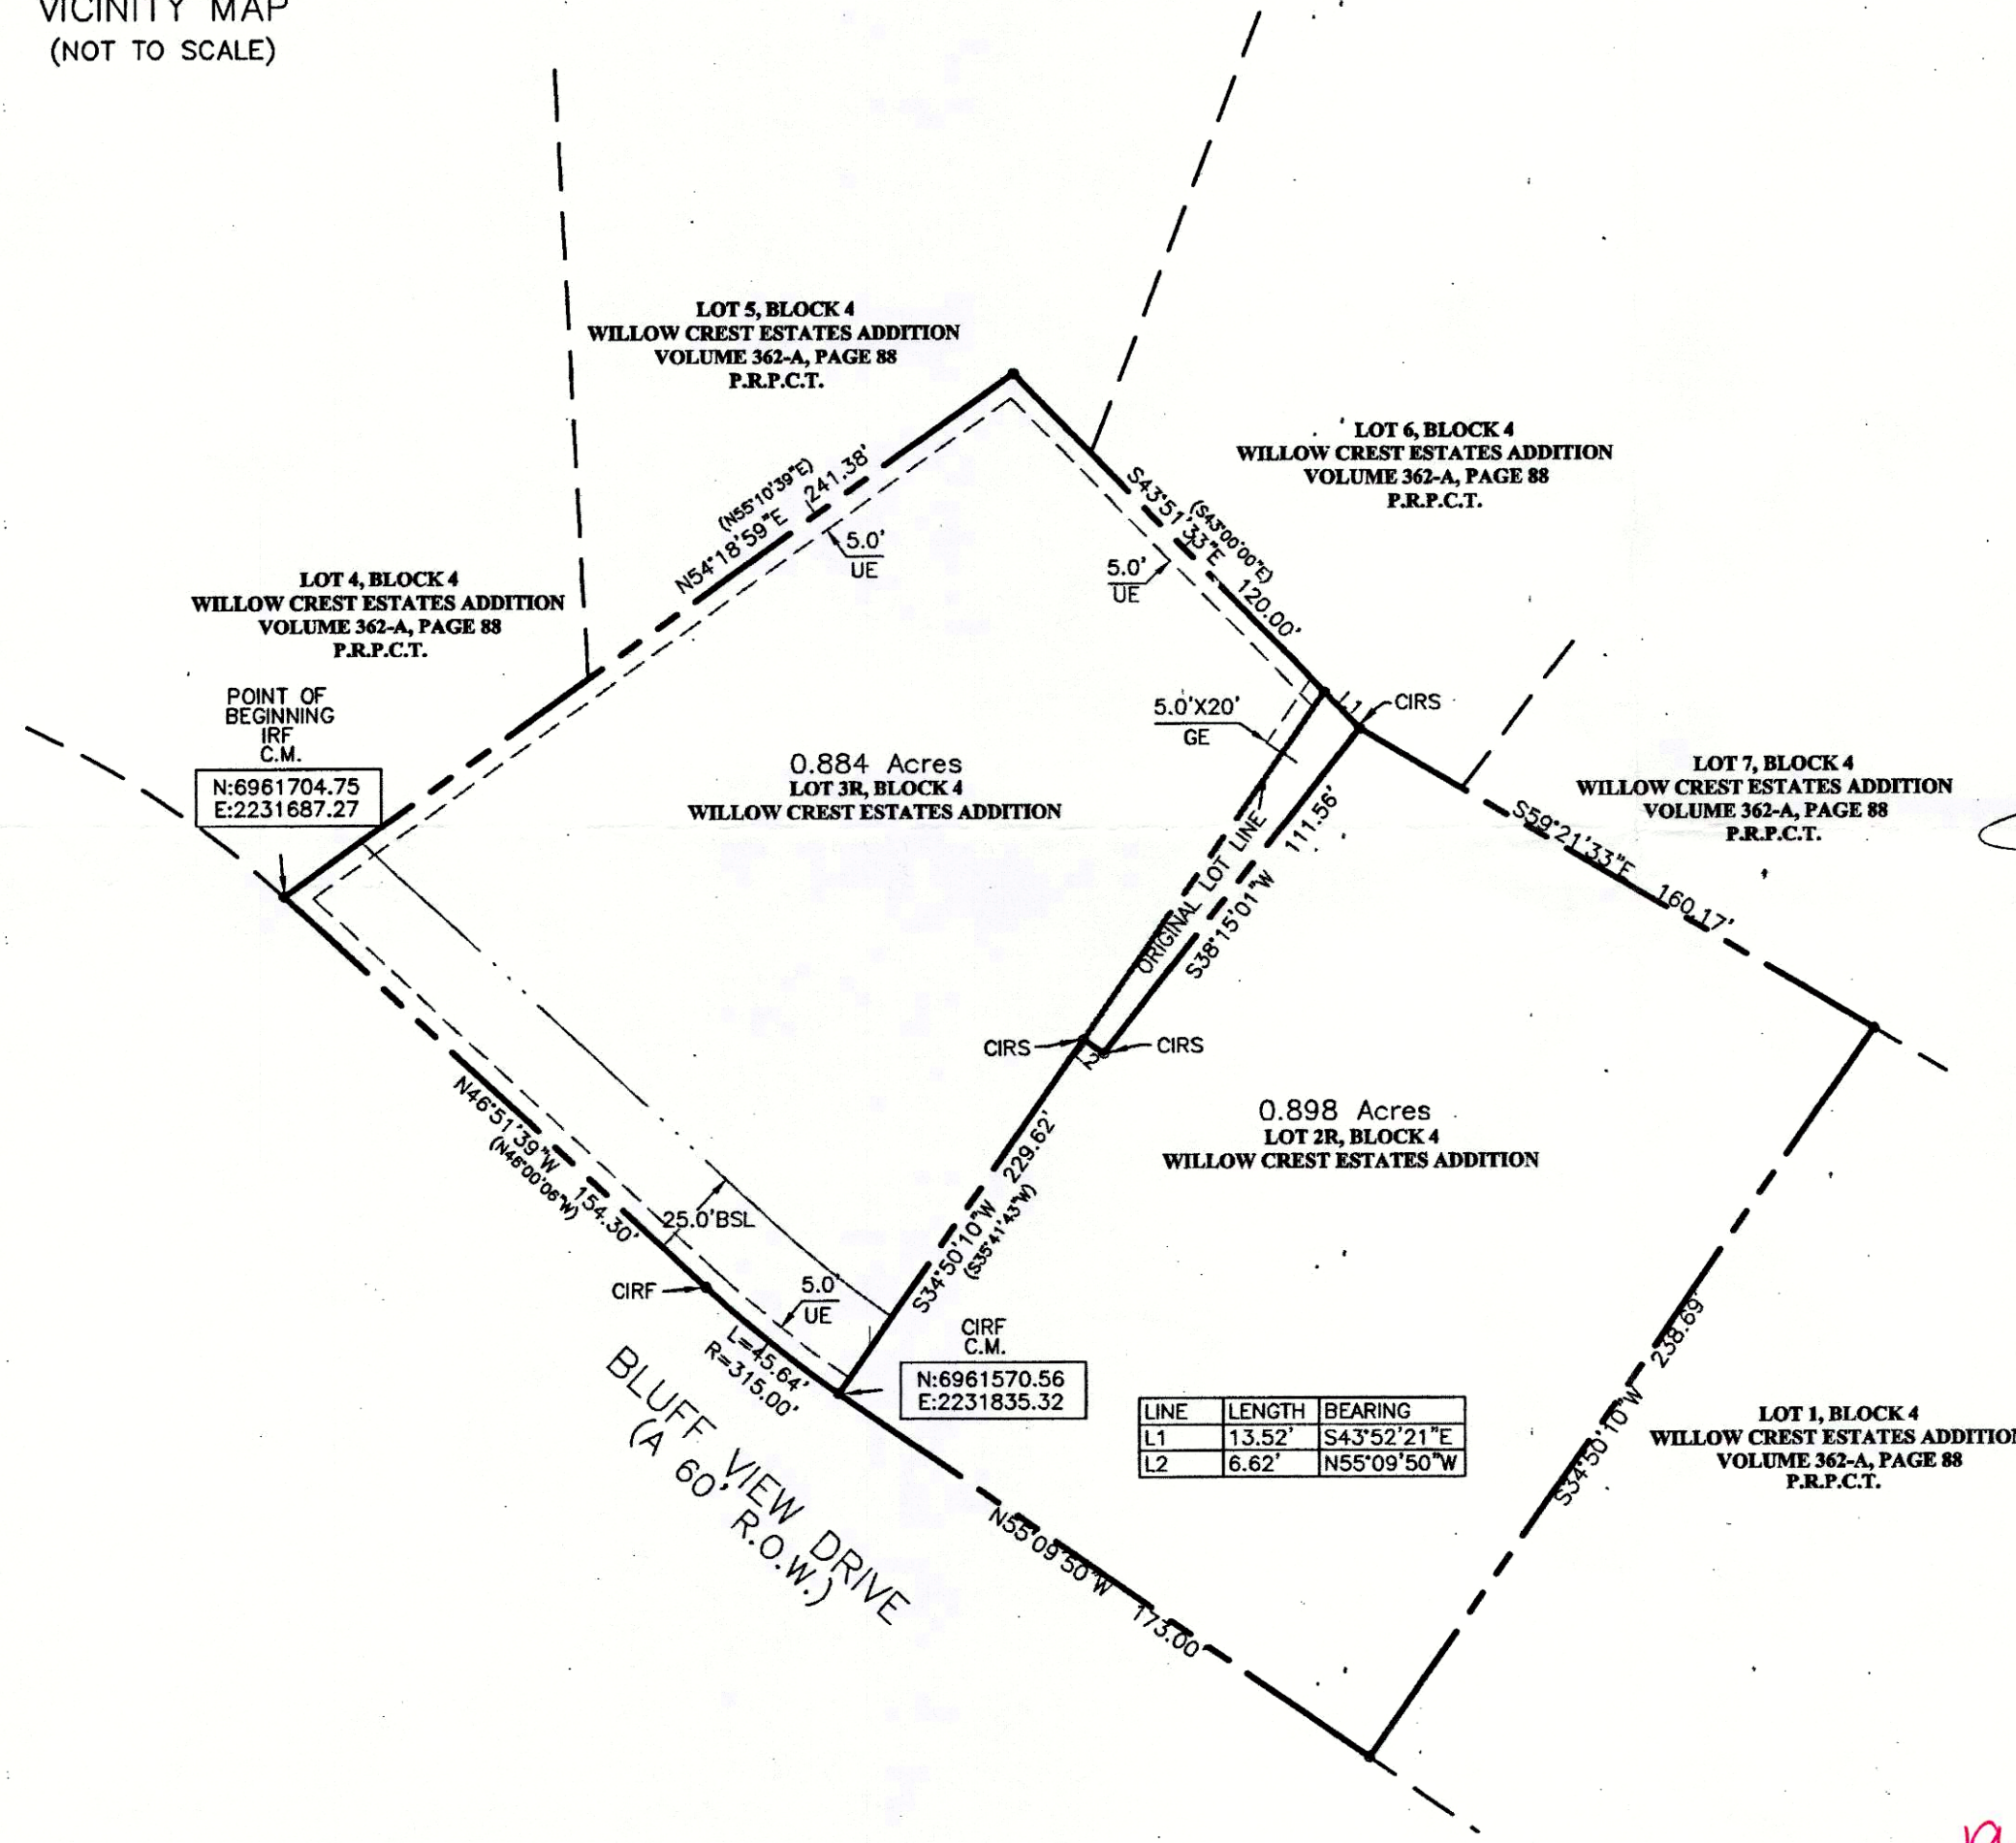 VICINITY MAP
(NOT TO SCALE)
LOT 5, BLOCK 4
WILLOW CREST ESTATES ADDITION
VOLUME 362-A, PAGE 88
P.R.P.C.T.
LOT 6, BLOCK 4
WILLOW CREST ESTATES ADDITION
VOLUME 362-A, PAGE 88
P.R.P.C.T.
(N55°10'39"E)
N54°18'59"E 241.38'
5.0'
UE
S43°51'33"E 120.00'
(S43°00'00"E)
5.0'
UE
LOT 4, BLOCK 4
WILLOW CREST ESTATES ADDITION
VOLUME 362-A, PAGE 88
P.R.P.C.T.
POINT OF
BEGINNING
IRF
C.M.
N:6961704.75
E:2231687.27
5.0'X20'
GE
L1
CIRS
0.884 Acres
LOT 3R, BLOCK 4
WILLOW CREST ESTATES ADDITION
LOT 7, BLOCK 4
WILLOW CREST ESTATES ADDITION
VOLUME 362-A, PAGE 88
P.R.P.C.T.
ORIGINAL LOT LINE
S38°15'01"W 111.56'
S59°21'33"E 160.17'
CIRS
L2
CIRS
0.898 Acres
LOT 2R, BLOCK 4
WILLOW CREST ESTATES ADDITION
N46°51'39"W 154.30'
(N46°00'06"W)
25.0'BSL
S34°50'10"W 229.62'
(S35°41'43"W)
CIRF
5.0'
UE
L=45.64'
R=315.00'
CIRF
C.M.
N:6961570.56
E:2231835.32
BLUFF VIEW DRIVE
(A 60' R.O.W.)
LINE LENGTH BEARING
L1 13.52' S43°52'21"E
L2 6.62' N55°09'50"W
N55°09'50"W 173.00'
S34°50'10"W 238.69'
LOT 1, BLOCK 4
WILLOW CREST ESTATES ADDITION
VOLUME 362-A, PAGE 88
P.R.P.C.T.